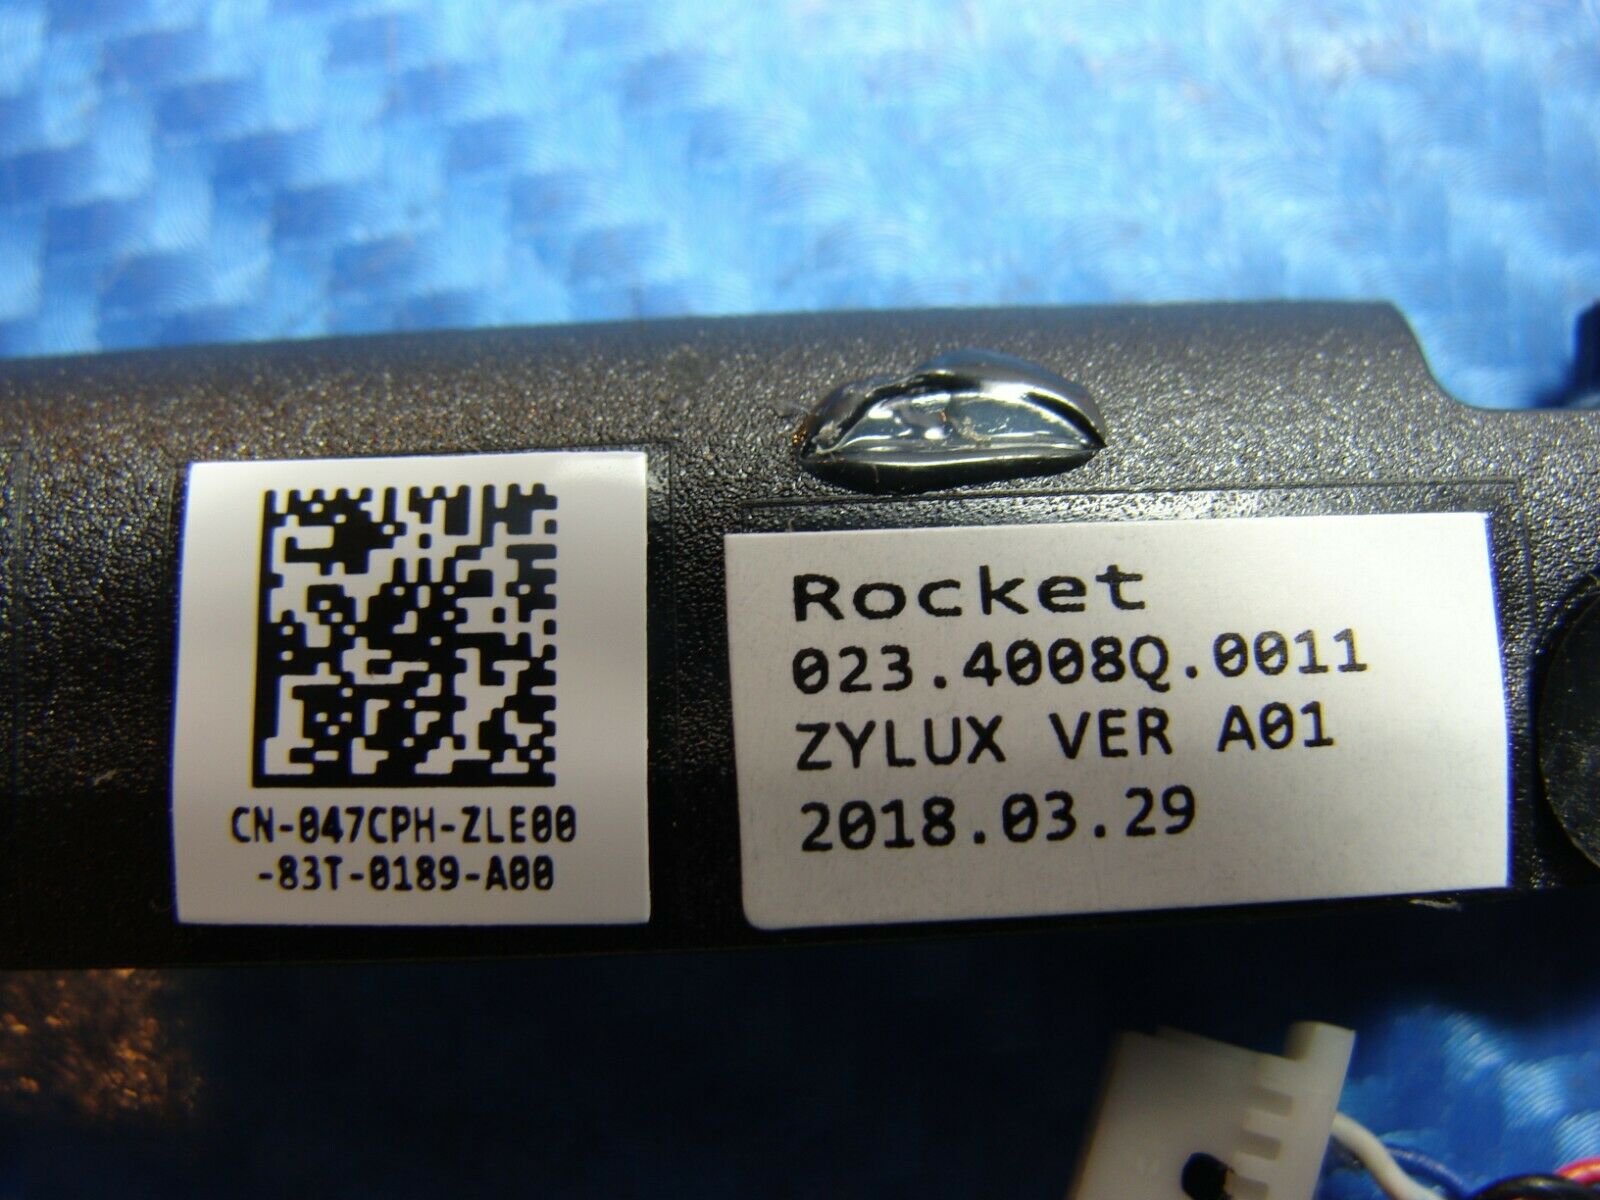 CN-047CPH-ZLE00
-83T-0189-A00
Rocket
023.4008Q.0011
ZYLUX VER A01
2018.03.29